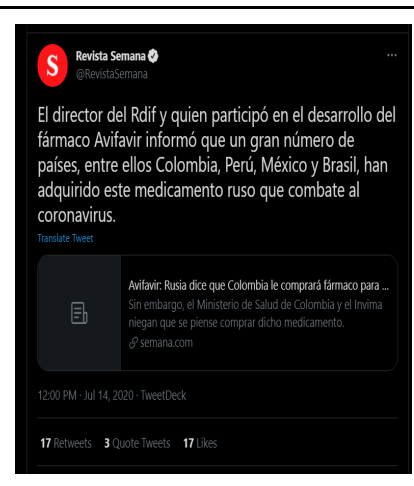 S
Revista Semana
@RevistaSemana
...
El director del Rdif y quien participó en el desarrollo del
fármaco Avifavir informó que un gran número de
países, entre ellos Colombia, Perú, México y Brasil, han
adquirido este medicamento ruso que combate al
coronavirus.
Translate Tweet
Avifavir: Rusia dice que Colombia le comprará fármaco para ...
Sin embargo, el Ministerio de Salud de Colombia y el Invima
niegan que se piense comprar dicho medicamento.
semana.com
12:00 PM · Jul 14, 2020 · TweetDeck
17 Retweets 3 Quote Tweets 17 Likes